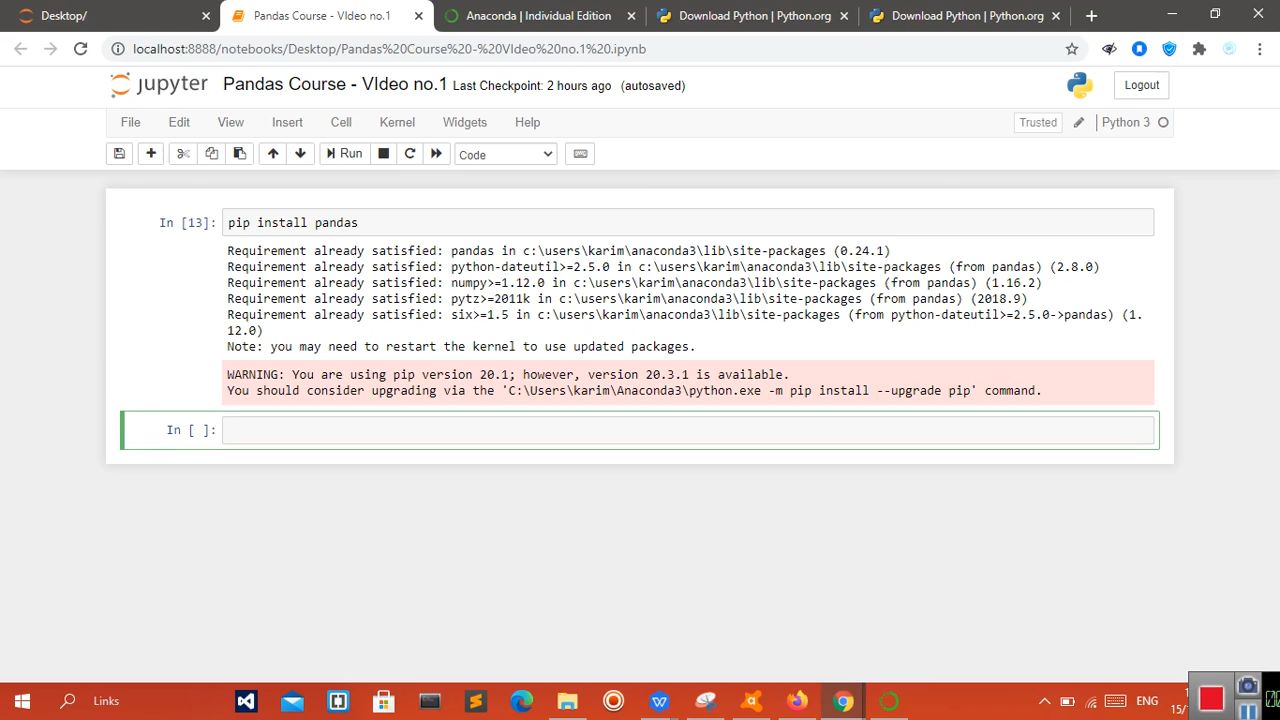 Desktop/
Pandas Course - VIdeo no.1
Anaconda | Individual Edition
Download Python | Python.org
Download Python | Python.org
localhost:8888/notebooks/Desktop/Pandas%20Course%20-%20VIdeo%20no.1%20.ipynb
jupyter Pandas Course - VIdeo no.1 Last Checkpoint: 2 hours ago (autosaved)
Logout
File Edit View Insert Cell Kernel Widgets Help
Trusted
Python 3
Run
Code
In [13]: pip install pandas
Requirement already satisfied: pandas in c:\users\karim\anaconda3\lib\site-packages (0.24.1)
Requirement already satisfied: python-dateutil>=2.5.0 in c:\users\karim\anaconda3\lib\site-packages (from pandas) (2.8.0)
Requirement already satisfied: numpy>=1.12.0 in c:\users\karim\anaconda3\lib\site-packages (from pandas) (1.16.2)
Requirement already satisfied: pytz>=2011k in c:\users\karim\anaconda3\lib\site-packages (from pandas) (2018.9)
Requirement already satisfied: six>=1.5 in c:\users\karim\anaconda3\lib\site-packages (from python-dateutil>=2.5.0->pandas) (1.
12.0)
Note: you may need to restart the kernel to use updated packages.
WARNING: You are using pip version 20.1; however, version 20.3.1 is available.
You should consider upgrading via the 'C:\Users\karim\Anaconda3\python.exe -m pip install --upgrade pip' command.
In [ ]:
Links
ENG